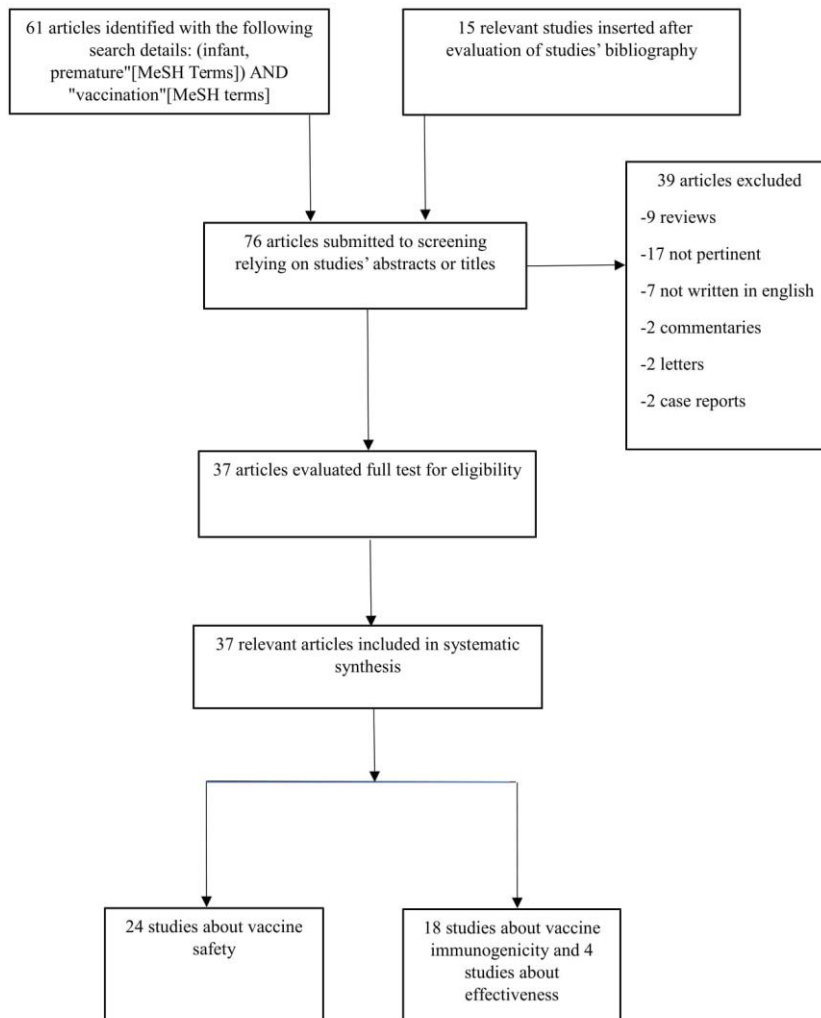 61 articles identified with the following
search details: (infant,
premature"[MeSH Terms]) AND
"vaccination"[MeSH terms]
15 relevant studies inserted after
evaluation of studies' bibliography
39 articles excluded
-9 reviews
-17 not pertinent
-7 not written in english
-2 commentaries
-2 letters
-2 case reports
76 articles submitted to screening
relying on studies' abstracts or titles
37 articles evaluated full test for eligibility
37 relevant articles included in systematic
synthesis
24 studies about vaccine
safety
18 studies about vaccine
immunogenicity and 4
studies about
effectiveness